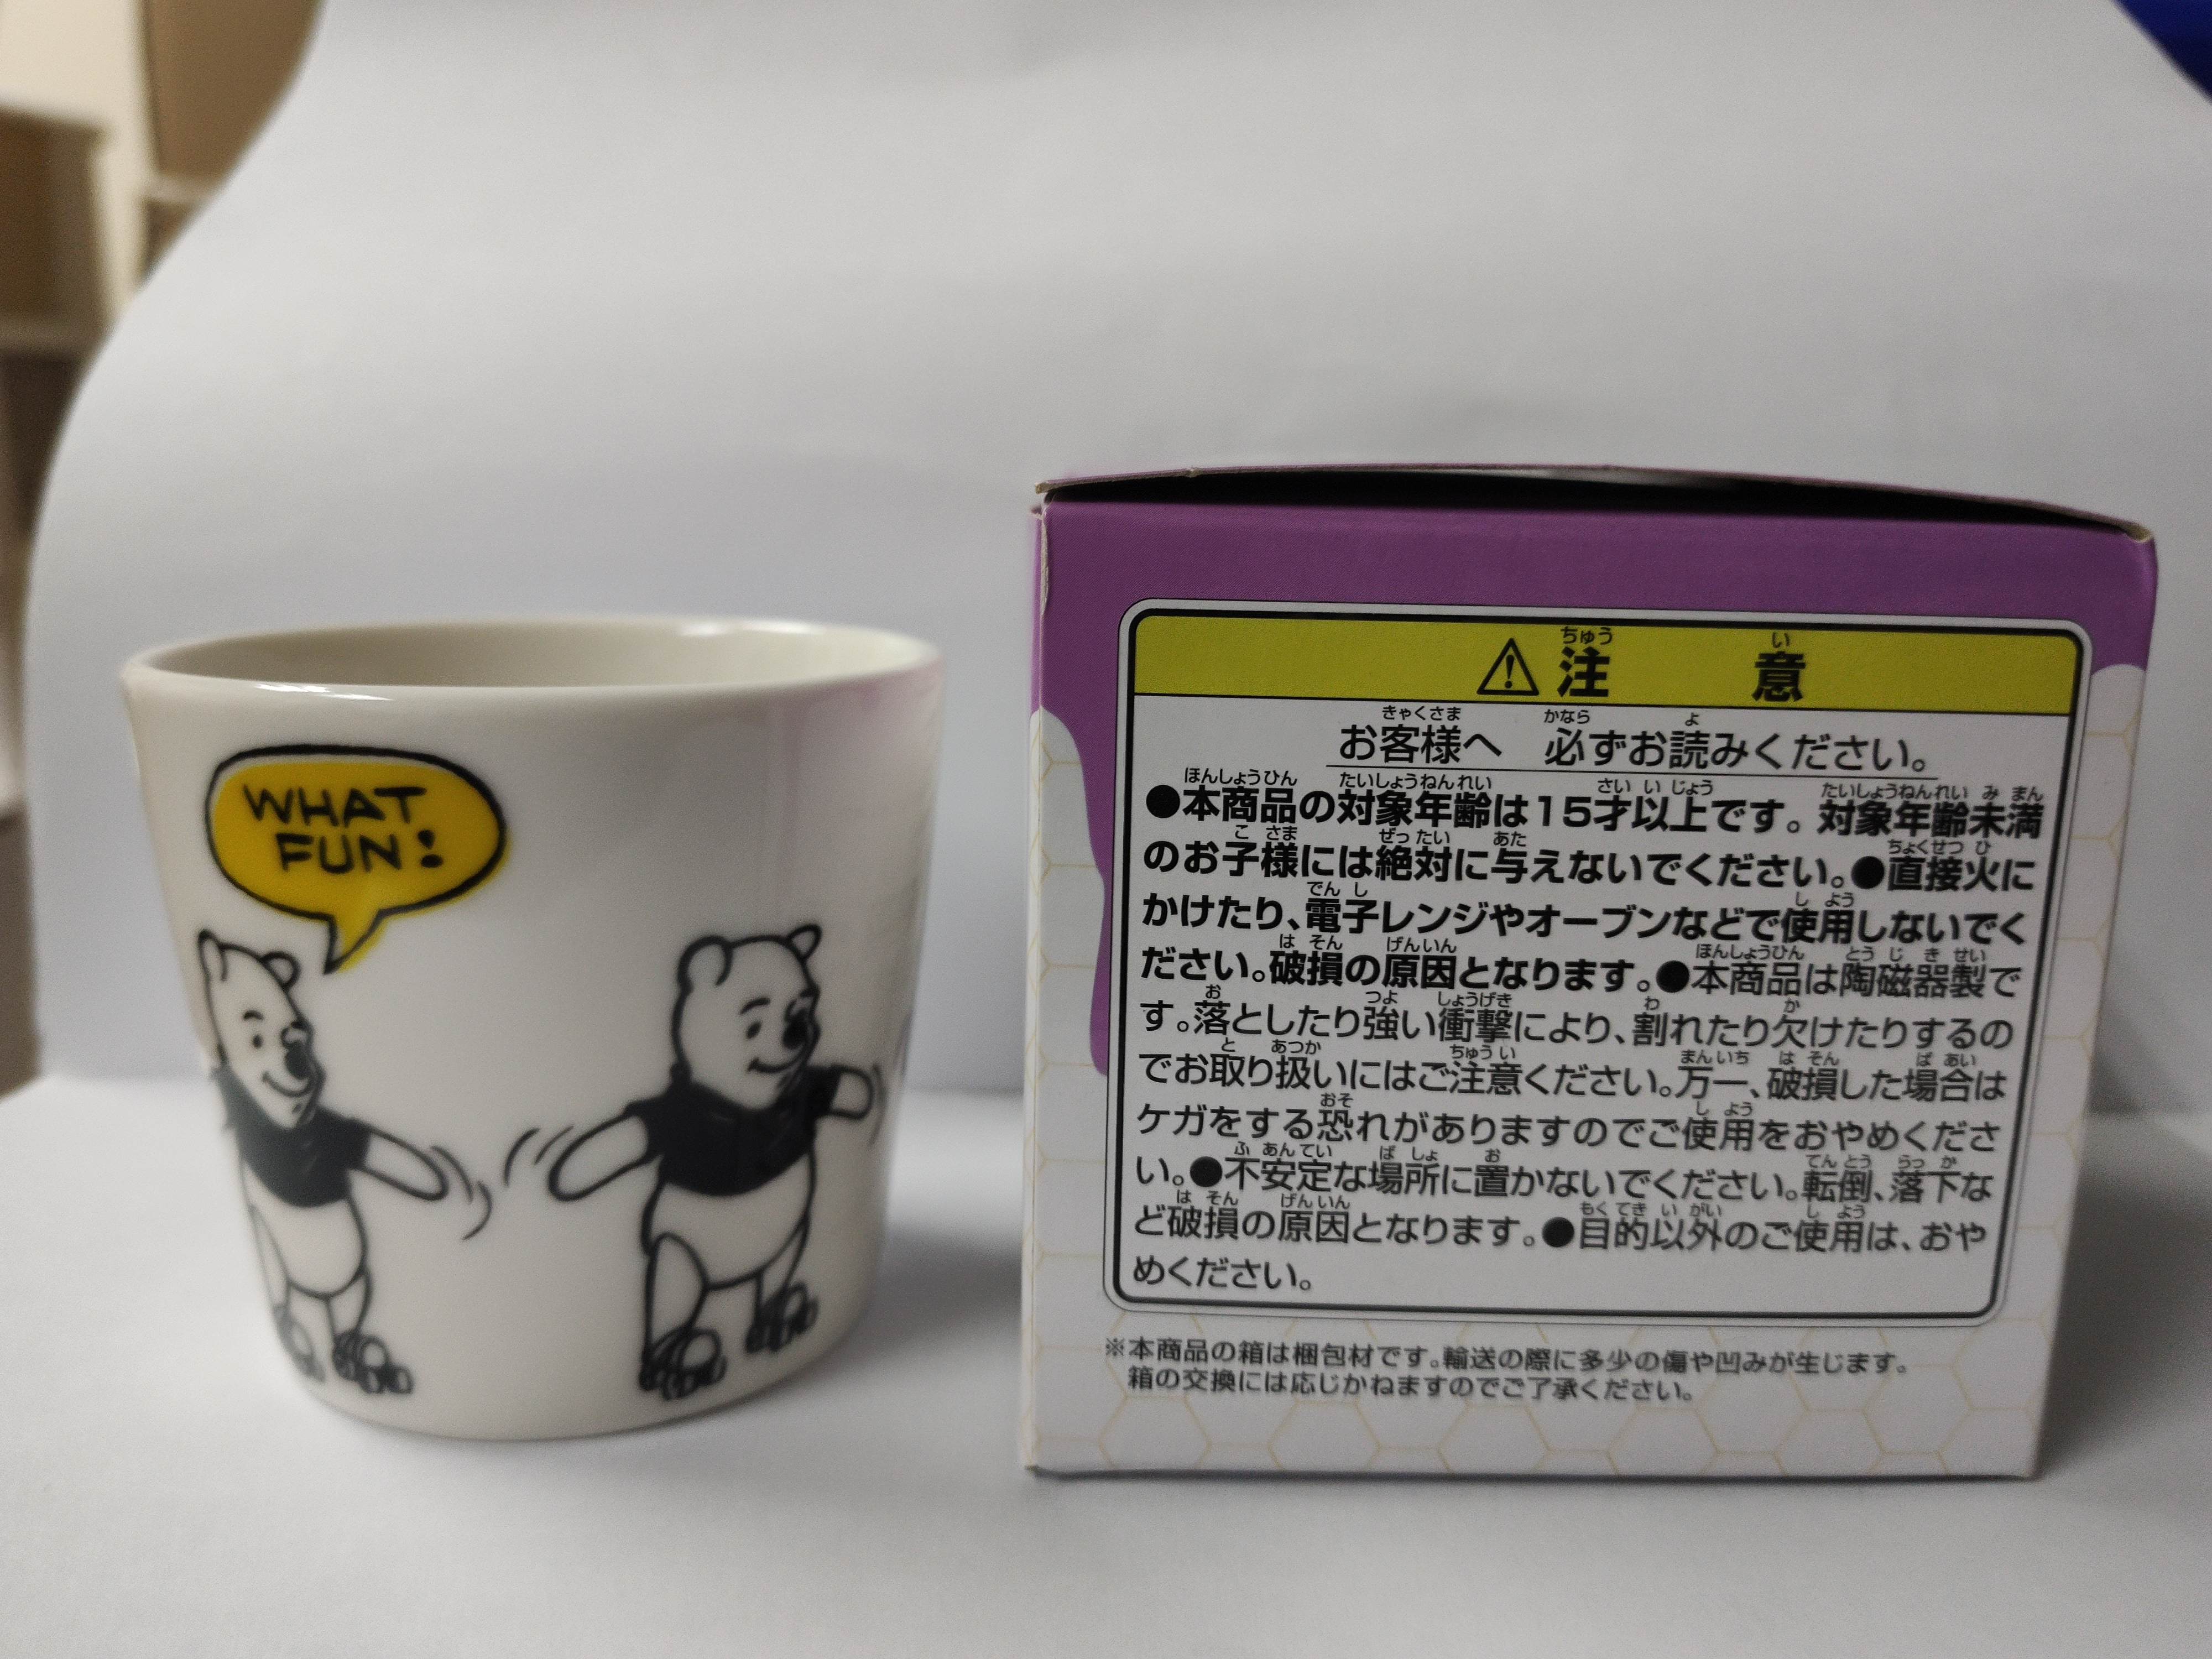 WHAT
FUN!
⚠注意
お客様へ 必ずお読みください。
●本商品の対象年齢は15才以上です。対象年齢未満
のお子様には絶対に与えないでください。●直接火に
かけたり、電子レンジやオーブンなどで使用しないでく
ださい。破損の原因となります。●本商品は陶磁器製で
す。落としたり強い衝撃により、割れたり欠けたりするの
でお取り扱いにはご注意ください。万一、破損した場合は
ケガをする恐れがありますのでご使用をおやめくださ
い。●不安定な場所に置かないでください。転倒、落下な
ど破損の原因となります。●目的以外のご使用は、おや
めください。
※本商品の箱は梱包材です。輸送の際に多少の傷や凹みが生じます。
箱の交換には応じかねますのでご了承ください。